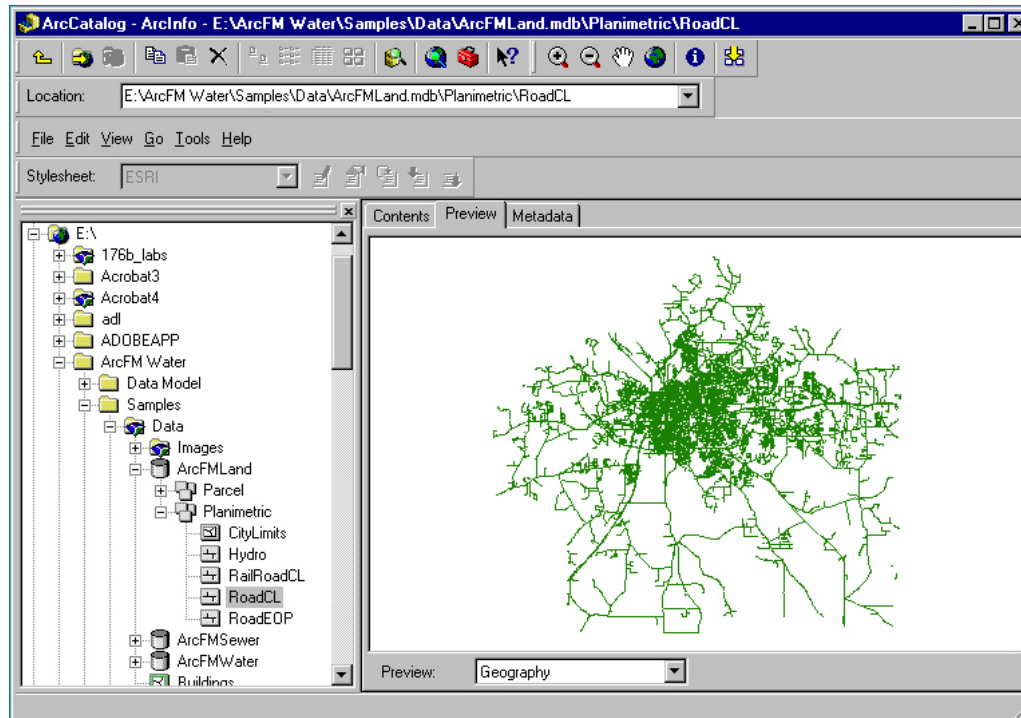 ArcCatalog - ArcInfo - E:\ArcFM Water\Samples\Data\ArcFMLand.mdb\Planimetric\RoadCL
Location: E:\ArcFM Water\Samples\Data\ArcFMLand.mdb\Planimetric\RoadCL
File Edit View Go Tools Help
Stylesheet: ESRI
E:\
176b_labs
Acrobat3
Acrobat4
adl
ADOBEAPP
ArcFM Water
Data Model
Samples
Data
Images
ArcFMLand
Parcel
Planimetric
CityLimits
Hydro
RailRoadCL
RoadCL
RoadEOP
ArcFMSewer
ArcFMWater
Buildings
Contents Preview Metadata
Preview: Geography